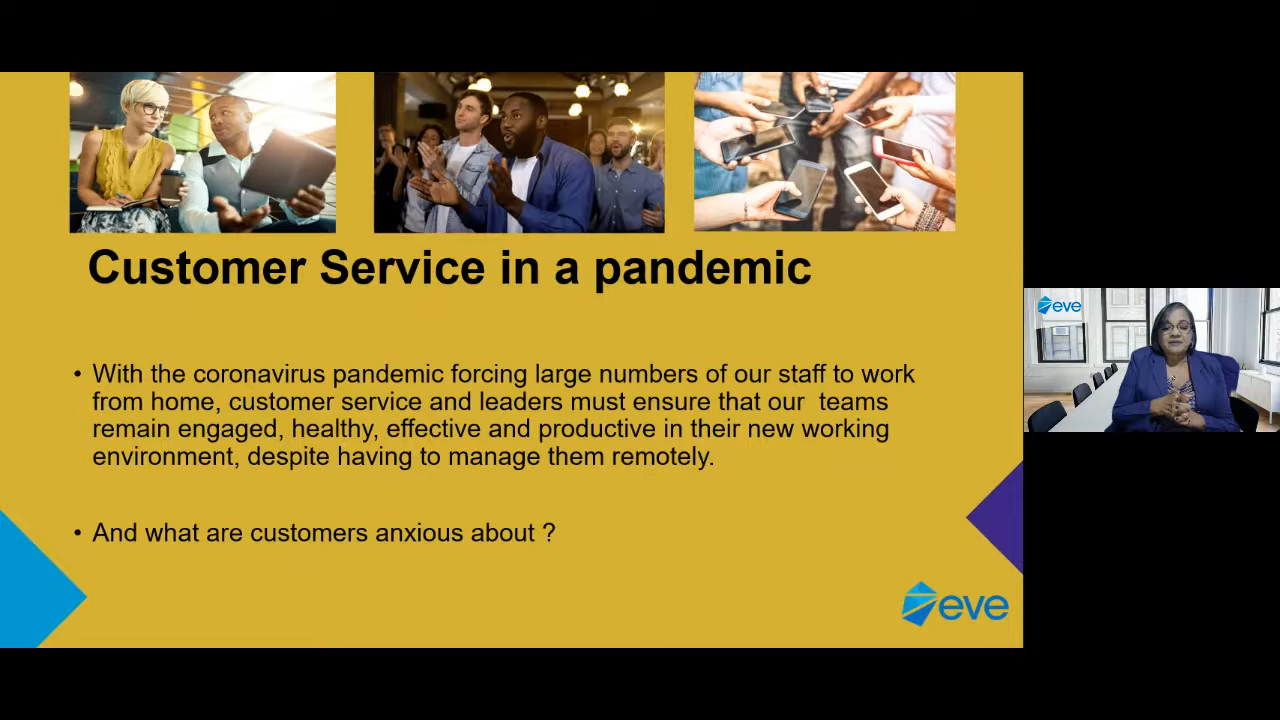 Customer Service in a pandemic
• With the coronavirus pandemic forcing large numbers of our staff to work
from home, customer service and leaders must ensure that our  teams
remain engaged, healthy, effective and productive in their new working
environment, despite having to manage them remotely.
• And what are customers anxious about ?
eve
eve